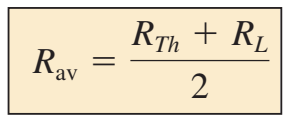 R_av = (R_Th + R_L) / 2